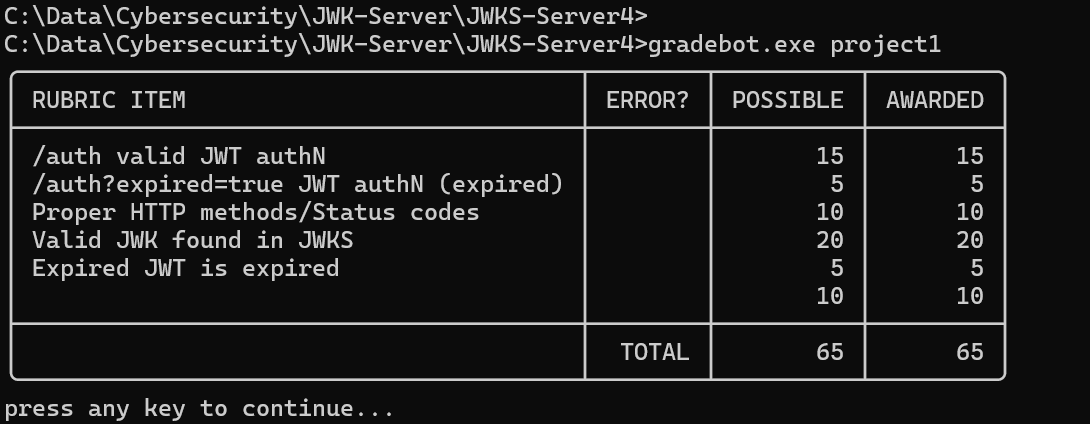 C:\Data\Cybersecurity\JWK-Server\JWKS-Server4>
C:\Data\Cybersecurity\JWK-Server\JWKS-Server4>gradebot.exe project1
RUBRIC ITEM ERROR? POSSIBLE AWARDED
/auth valid JWT authN 15 15
/auth?expired=true JWT authN (expired) 5 5
Proper HTTP methods/Status codes 10 10
Valid JWK found in JWKS 20 20
Expired JWT is expired 5 5
10 10
TOTAL 65 65
press any key to continue...